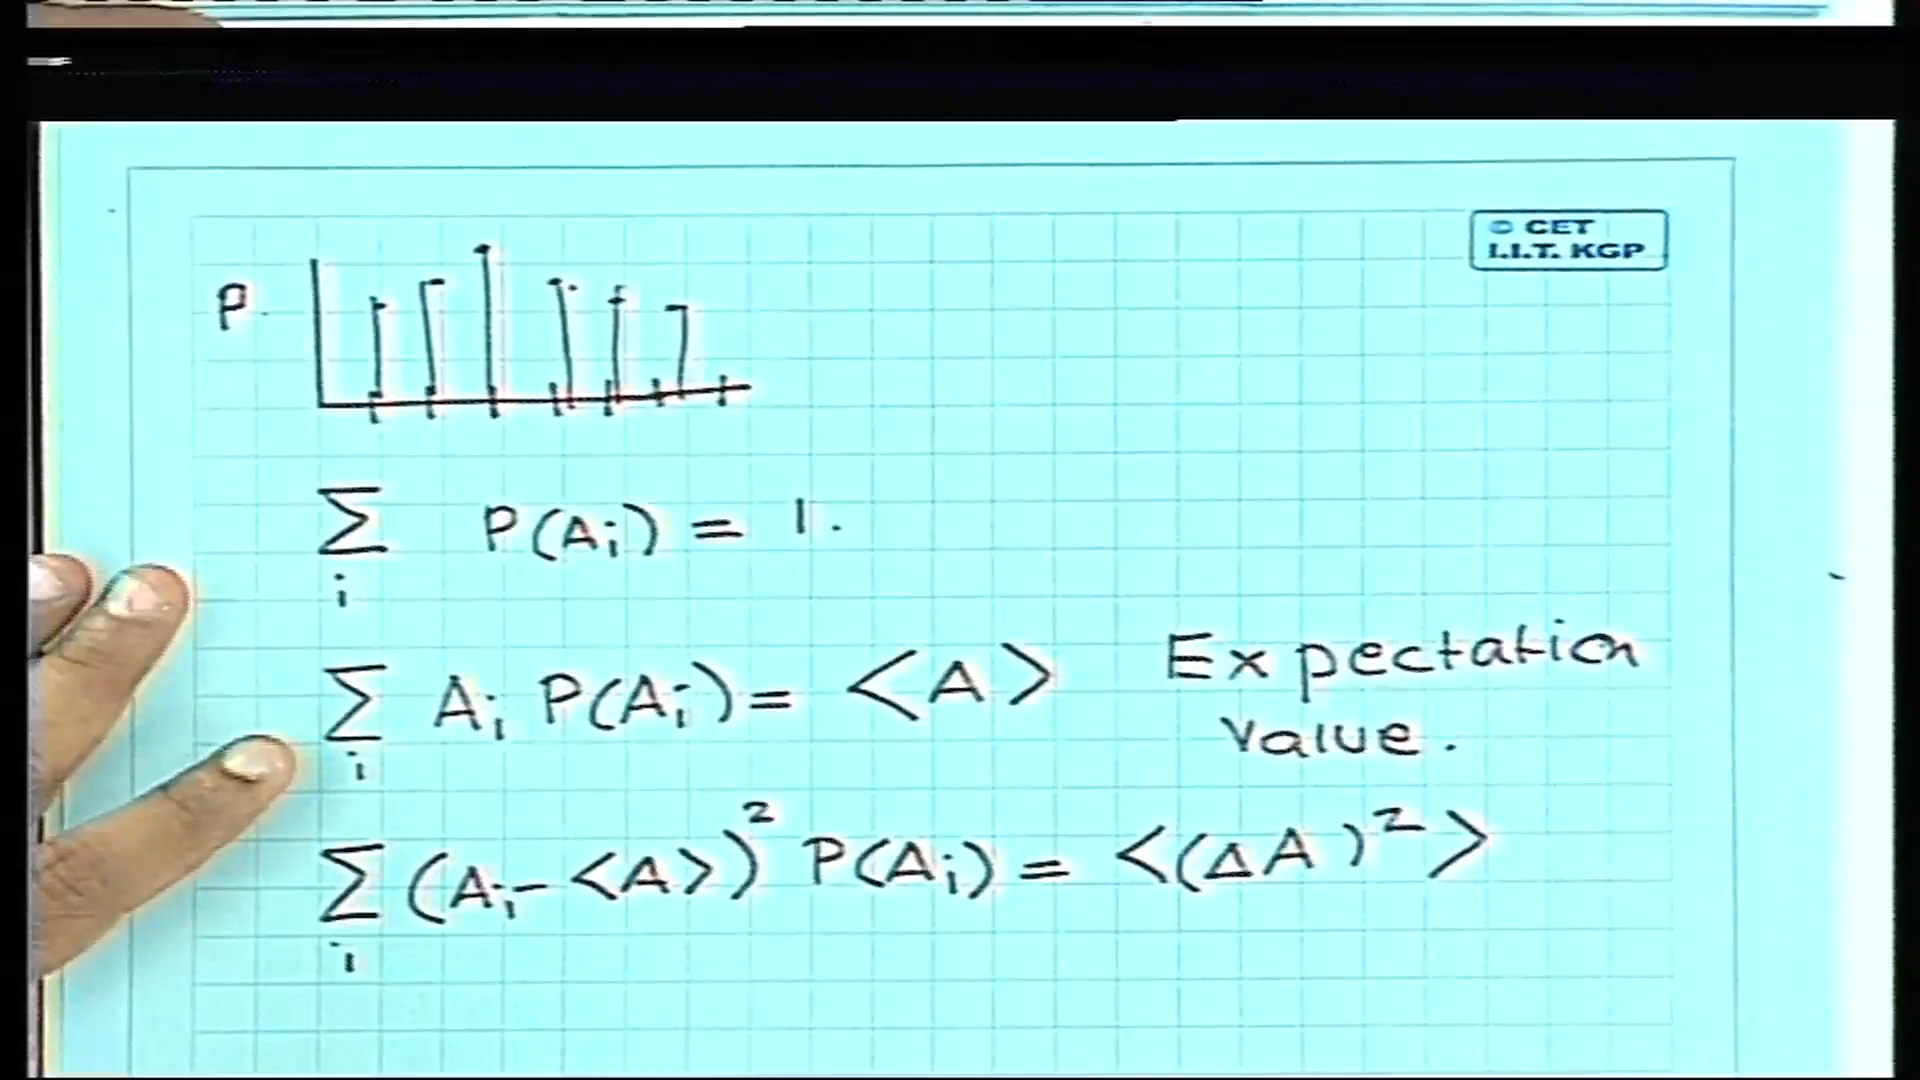 © CET
I.I.T. KGP
P
∑ P(Ai) = 1.
i
∑ Ai P(Ai) = <A> Expectation
value.
i
∑ (Ai - <A>)² P(Ai) = <(ΔA)²>
i